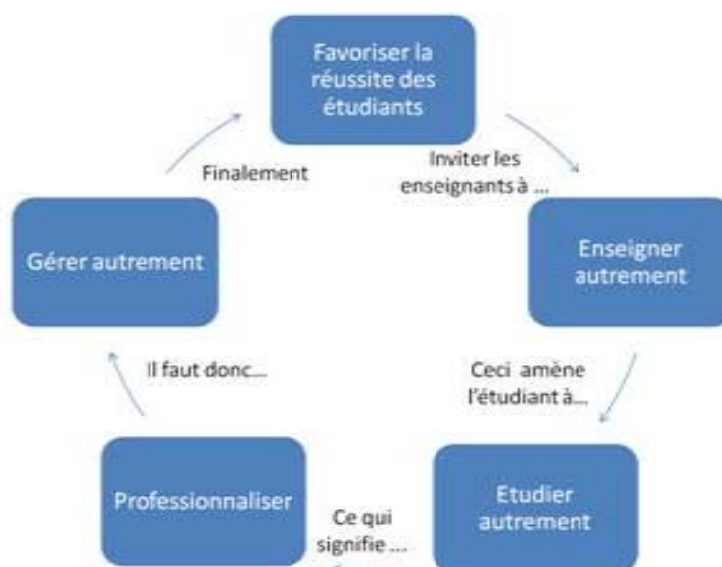 Favoriser la
réussite des
étudiants
Inviter les
enseignants à ...
Enseigner
autrement
Ceci amène
l'étudiant à...
Etudier
autrement
Ce qui
signifie ...
Professionnaliser
Il faut donc...
Gérer autrement
Finalement